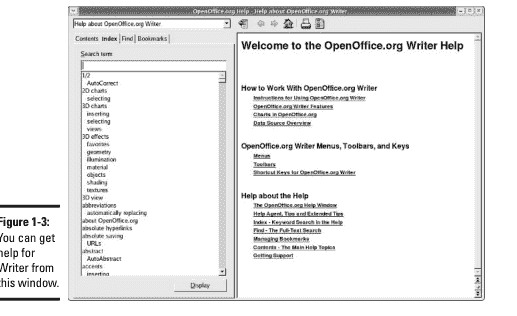 OpenOffice.org Help - Help about OpenOffice.org Writer
Help about OpenOffice.org Writer
Contents Index Find Bookmarks
Search term
1/2
AutoCorrect
2D charts
selecting
3D charts
inserting
selecting
views
3D effects
favorites
geometry
illumination
material
objects
shading
textures
3D view
abbreviations
automatically replacing
about OpenOffice.org
absolute hyperlinks
absolute saving
URLs
abstract
AutoAbstract
accents
inserting
Display
Welcome to the OpenOffice.org Writer Help
How to Work With OpenOffice.org Writer
Instructions for Using OpenOffice.org Writer
OpenOffice.org Writer Features
Charts in OpenOffice.org
Data Source Overview
OpenOffice.org Writer Menus, Toolbars, and Keys
Menus
Toolbars
Shortcut Keys for OpenOffice.org Writer
Help about the Help
The OpenOffice.org Help Window
Help Agent, Tips and Extended Tips
Index - Keyword Search in the Help
Find - The Full-Text Search
Managing Bookmarks
Contents - The Main Help Topics
Getting Support
Figure 1-3:
You can get
help for
Writer from
this window.